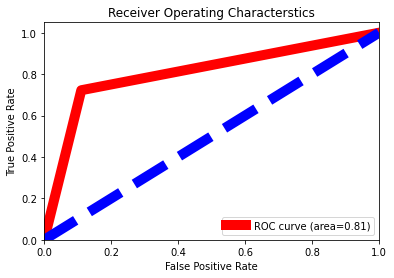 Receiver Operating Characterstics
True Positive Rate
1.0
0.8
0.6
0.4
0.2
0.0
ROC curve (area=0.81)
0.0 0.2 0.4 0.6 0.8 1.0
False Positive Rate